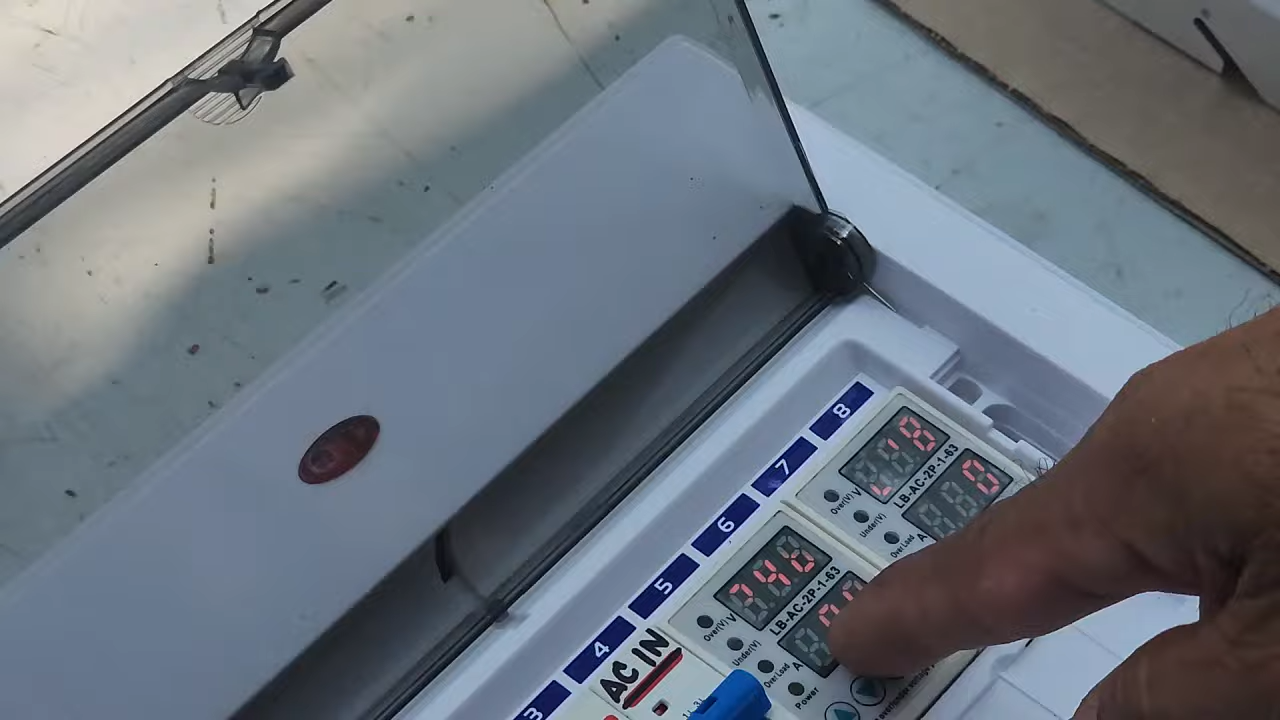 8
7
6
5
4
3
LB-AC-2P-1-63
0
Over(V) V
Under(V)
Over Load A
LB-AC-2P-1-63
Over(V) V
Under(V)
Over Load A
Power
AC IN